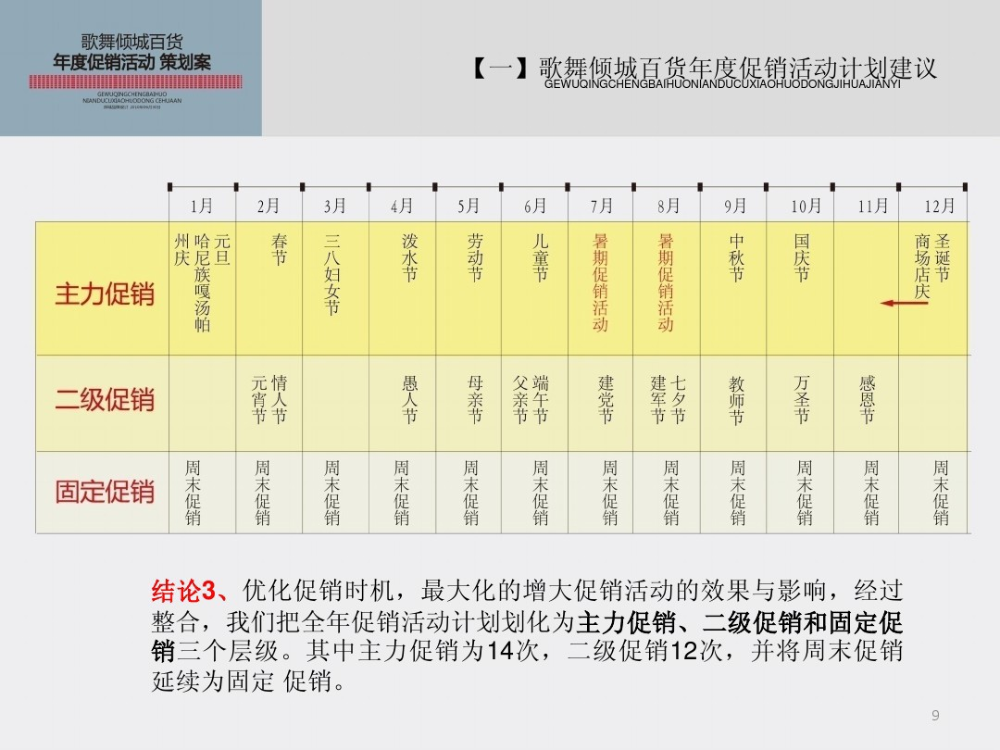 歌舞倾城百货
年度促销活动 策划案
GEWUQINGCHENGBAIHUO
NIANDUCUXIAOHUODONG CEHUAAN
【一】歌舞倾城百货年度促销活动计划建议
GEWUQINGCHENGBAIHUONIANDUCUXIAOHUODONGJIHUAJIANYI
1月 2月 3月 4月 5月 6月 7月 8月 9月 10月 11月 12月
主力促销
元旦
哈尼族嘎汤帕
州庆
春节
三八妇女节
泼水节
劳动节
儿童节
暑期促销活动
暑期促销活动
中秋节
国庆节
圣诞节
商场店庆
二级促销
情人节
元宵节
愚人节
母亲节
端午节
父亲节
建党节
七夕节
建军节
教师节
万圣节
感恩节
固定促销
周末促销
周末促销
周末促销
周末促销
周末促销
周末促销
周末促销
周末促销
周末促销
周末促销
周末促销
周末促销
结论3、优化促销时机，最大化的增大促销活动的效果与影响，经过
整合，我们把全年促销活动计划划化为主力促销、二级促销和固定促
销三个层级。其中主力促销为14次，二级促销12次，并将周末促销
延续为固定 促销。
9